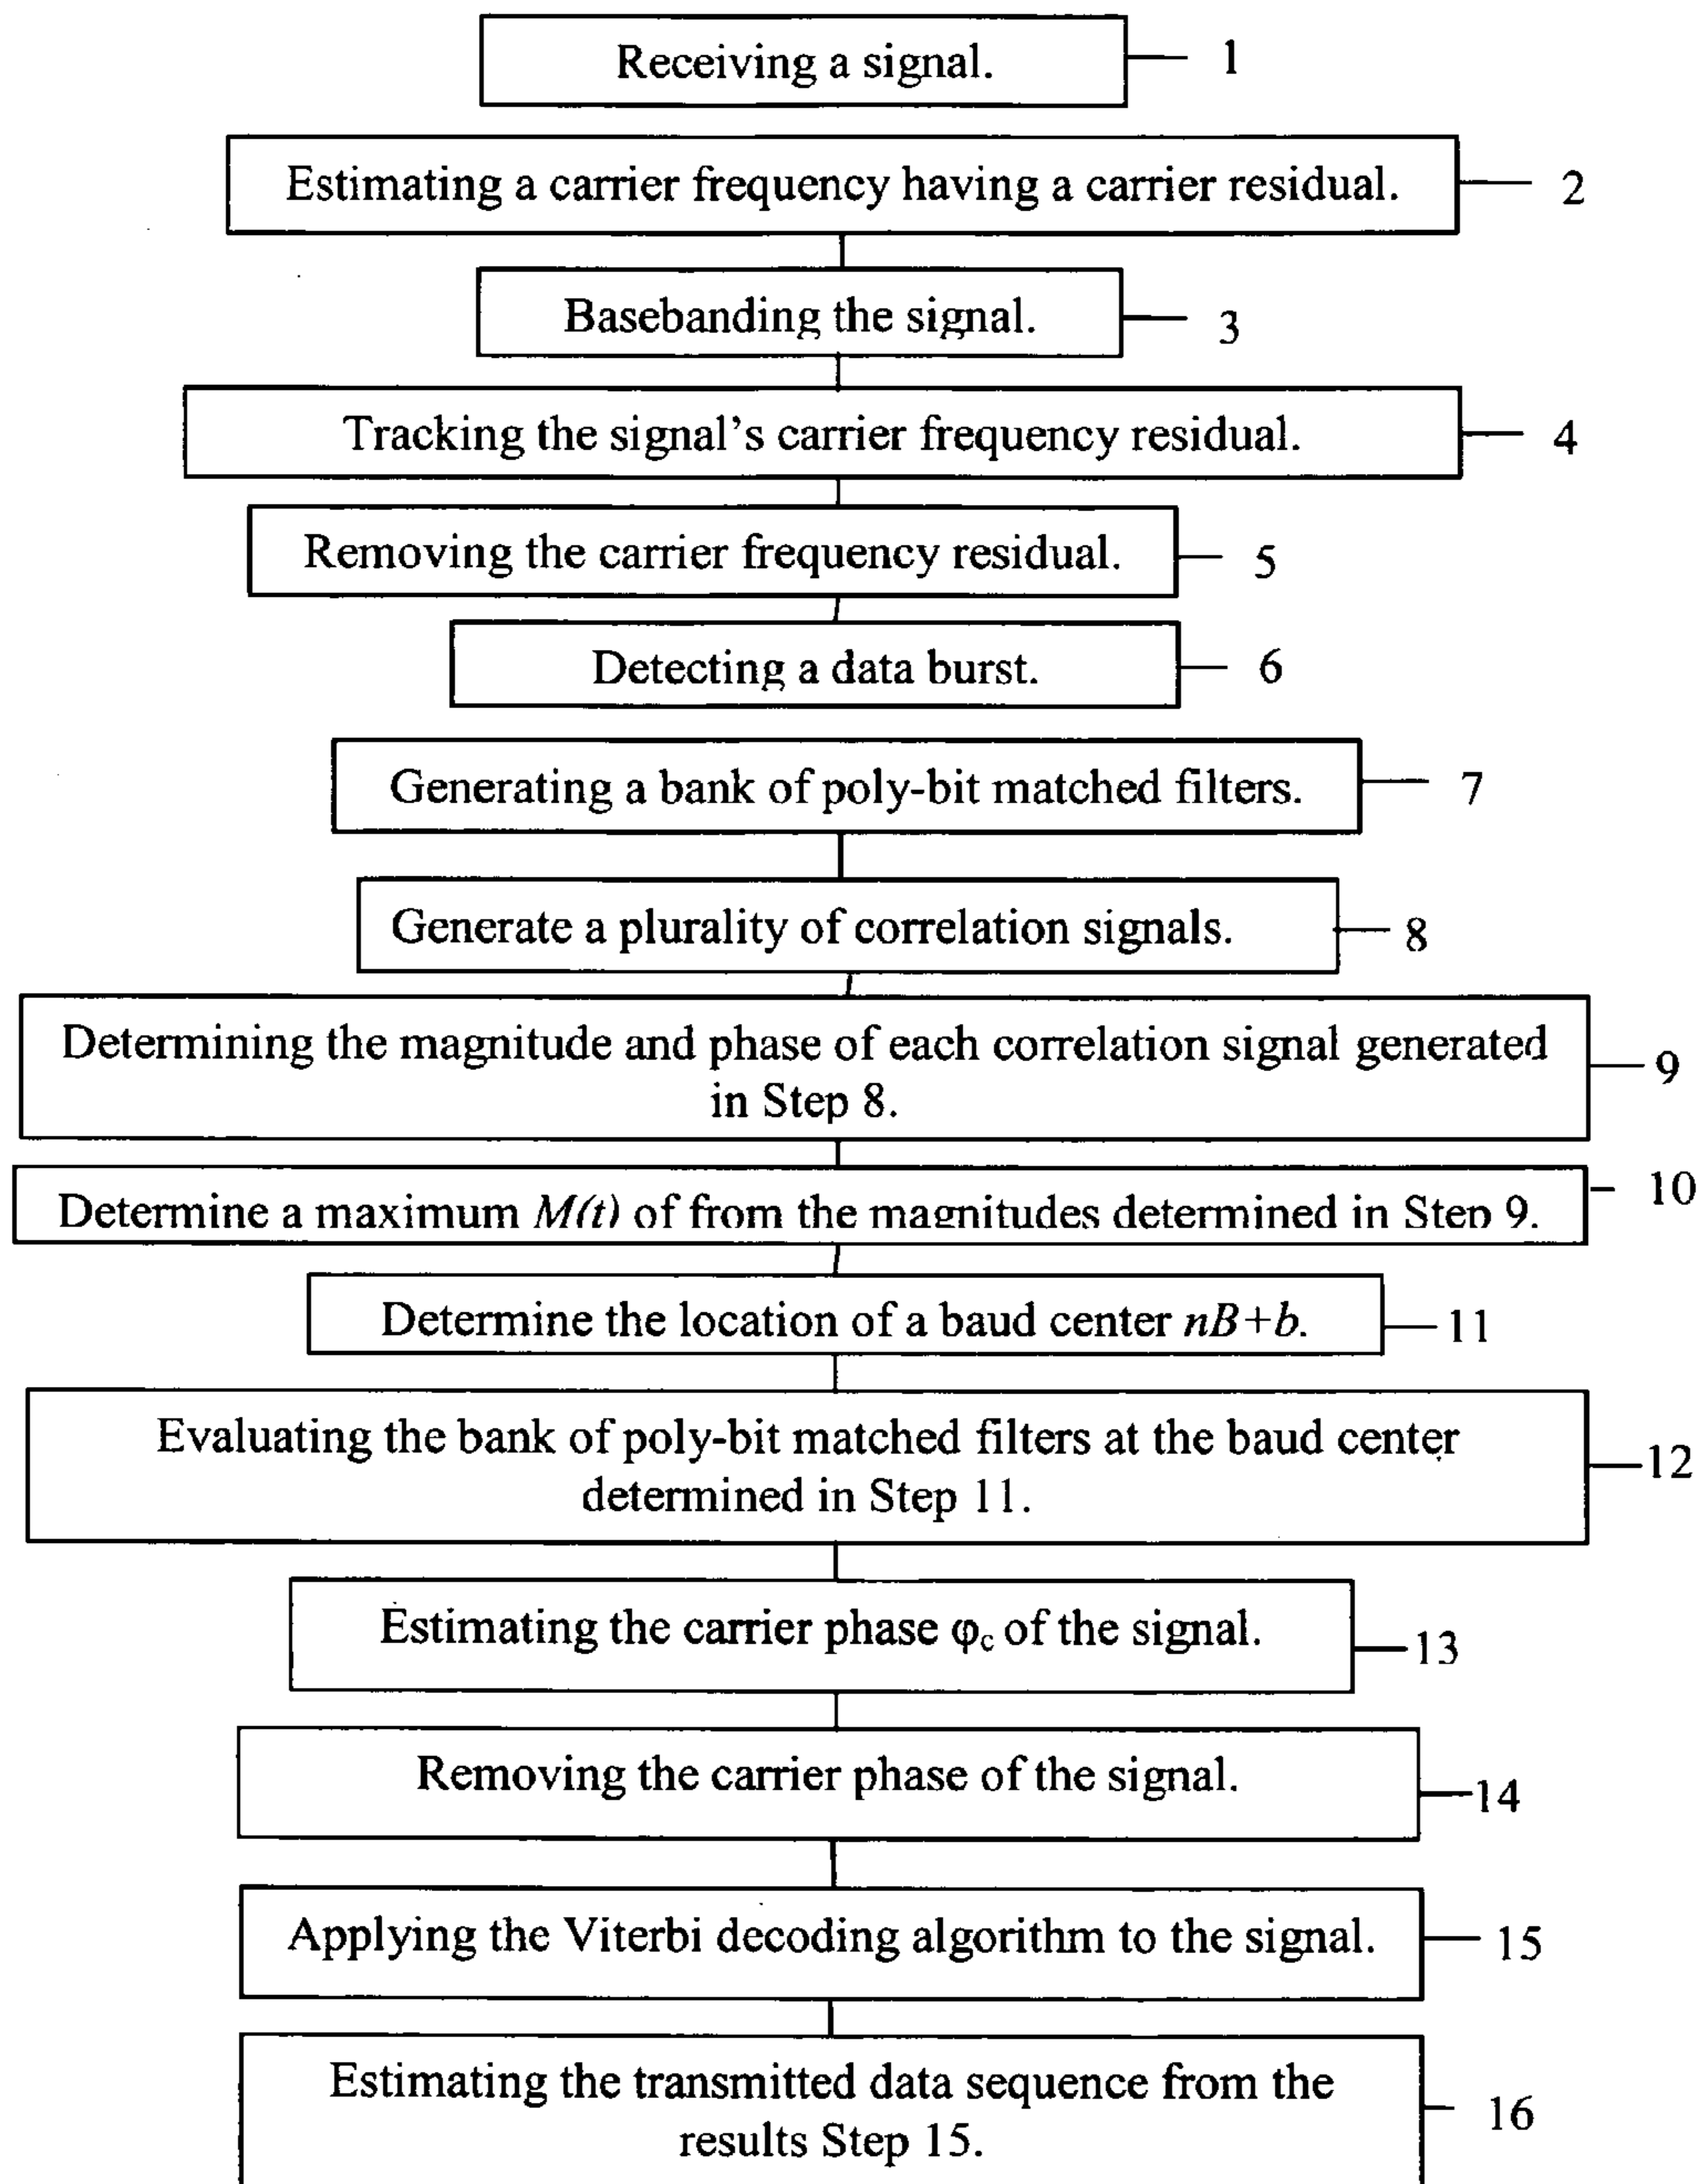 Receiving a signal. 1
Estimating a carrier frequency having a carrier residual. 2
Basebanding the signal. 3
Tracking the signal's carrier frequency residual. 4
Removing the carrier frequency residual. 5
Detecting a data burst. 6
Generating a bank of poly-bit matched filters. 7
Generate a plurality of correlation signals. 8
Determining the magnitude and phase of each correlation signal generated
in Step 8. 9
Determine a maximum M(t) of from the magnitudes determined in Step 9. 10
Determine the location of a baud center nB+b. 11
Evaluating the bank of poly-bit matched filters at the baud center
determined in Step 11. 12
Estimating the carrier phase φc of the signal. 13
Removing the carrier phase of the signal. 14
Applying the Viterbi decoding algorithm to the signal. 15
Estimating the transmitted data sequence from the
results Step 15. 16